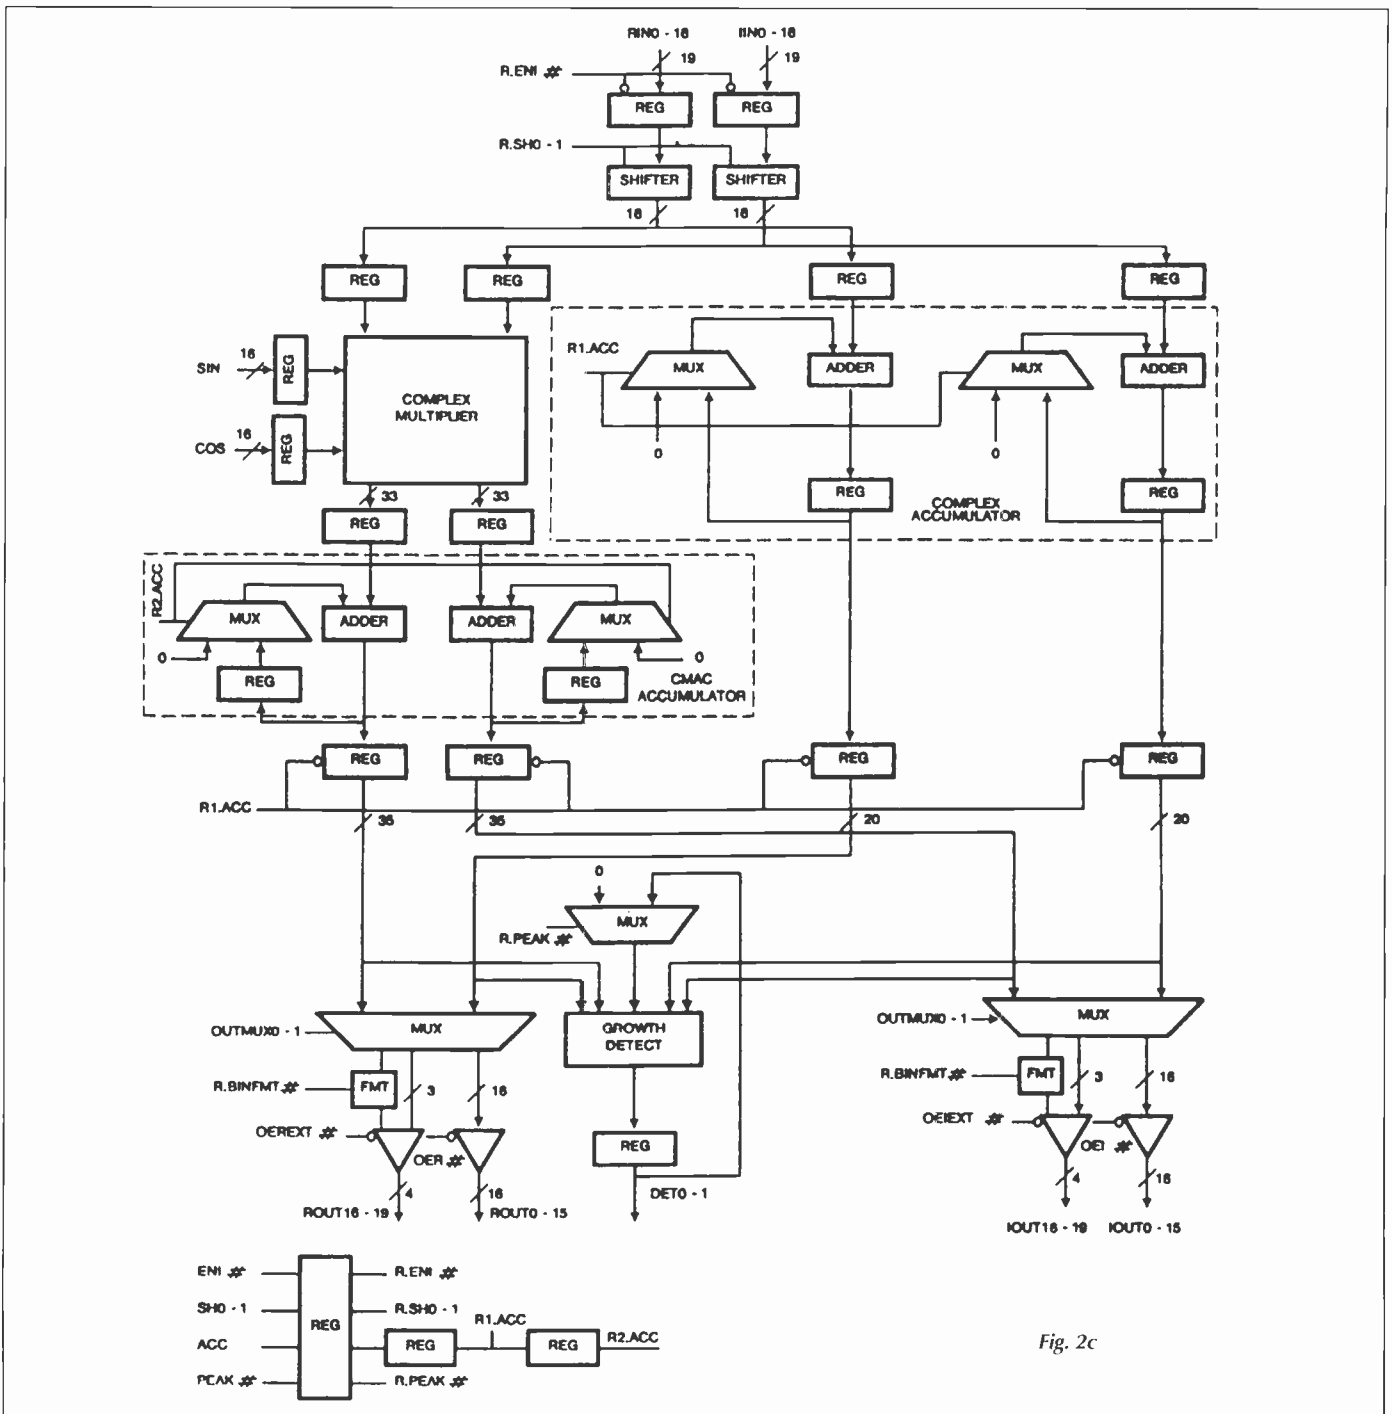 RIN0 - 18 IIN0 - 18
19 19
R.ENI #
REG REG
R.SH0 - 1
SHIFTER SHIFTER
16 16
REG REG REG REG
SIN 16 REG
COS 16 REG
COMPLEX
MULTIPLIER
33 33
REG REG
R1.ACC
MUX ADDER MUX ADDER
0 0
REG REG
COMPLEX
ACCUMULATOR
R2.ACC
MUX ADDER ADDER MUX
0 0
REG REG
CMAC
ACCUMULATOR
REG REG REG REG
R1.ACC
35 35 20 20
0
MUX
R.PEAK #
OUTMUX0 - 1 MUX
GROWTH
DETECT
OUTMUX0 - 1 MUX
R.BINFMT # FMT 3 16
R.BINFMT # FMT 3 16
OEREXT # OER #
REG
OEIEXT # OEI #
4 16
DET0 - 1
4 16
ROUT16 - 19 ROUT0 - 15
IOUT16 - 19 IOUT0 - 15
ENI # R.ENI #
SH0 - 1 R.SH0 - 1
REG
R1.ACC
ACC REG REG R2.ACC
PEAK # R.PEAK #
Fig. 2c